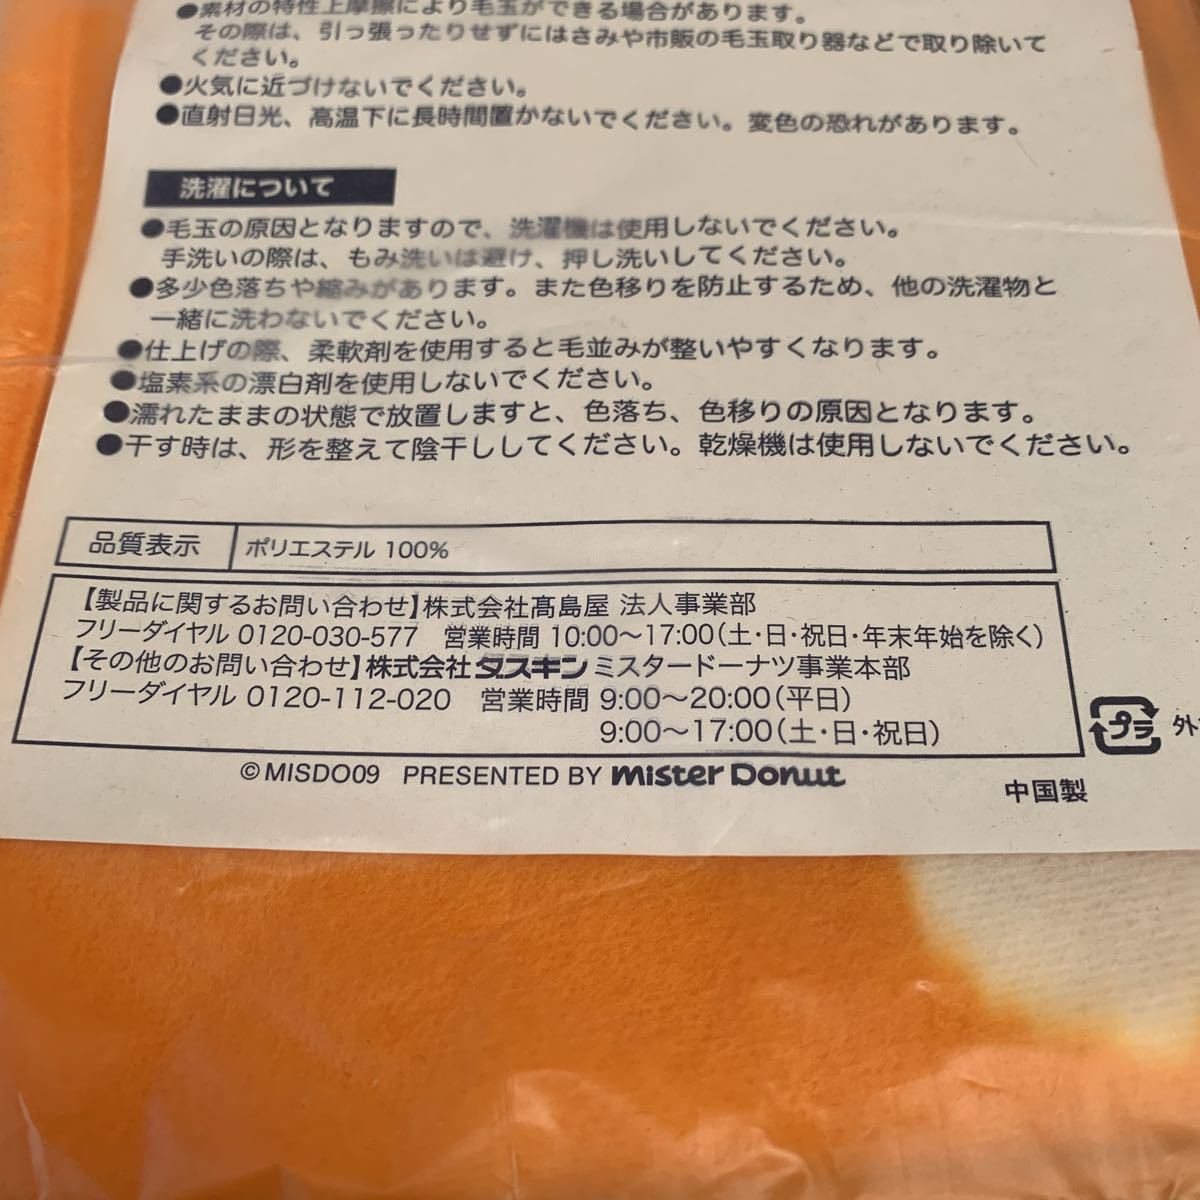 ●素材の特性上摩擦により毛玉ができる場合があります。
その際は、引っ張ったりせずにはさみや市販の毛玉取り器などで取り除いて
ください。
●火気に近づけないでください。
●直射日光、高温下に長時間置かないでください。変色の恐れがあります。
洗濯について
●毛玉の原因となりますので、洗濯機は使用しないでください。
手洗いの際は、もみ洗いは避け、押し洗いしてください。
●多少色落ちや縮みがあります。また色移りを防止するため、他の洗濯物と
一緒に洗わないでください。
●仕上げの際、柔軟剤を使用すると毛並みが整いやすくなります。
●塩素系の漂白剤を使用しないでください。
●濡れたままの状態で放置しますと、色落ち、色移りの原因となります。
●干す時は、形を整えて陰干ししてください。乾燥機は使用しないでください。
品質表示 ポリエステル 100%
【製品に関するお問い合わせ】株式会社髙島屋 法人事業部
フリーダイヤル 0120-030-577 営業時間 10:00〜17:00(土・日・祝日・年末年始を除く)
【その他のお問い合わせ】株式会社 ダスキン ミスタードーナツ事業本部
フリーダイヤル 0120-112-020 営業時間 9:00〜20:00(平日)
9:00〜17:00(土・日・祝日)
プラ 外
©MISDO09 PRESENTED BY mister Donut
中国製